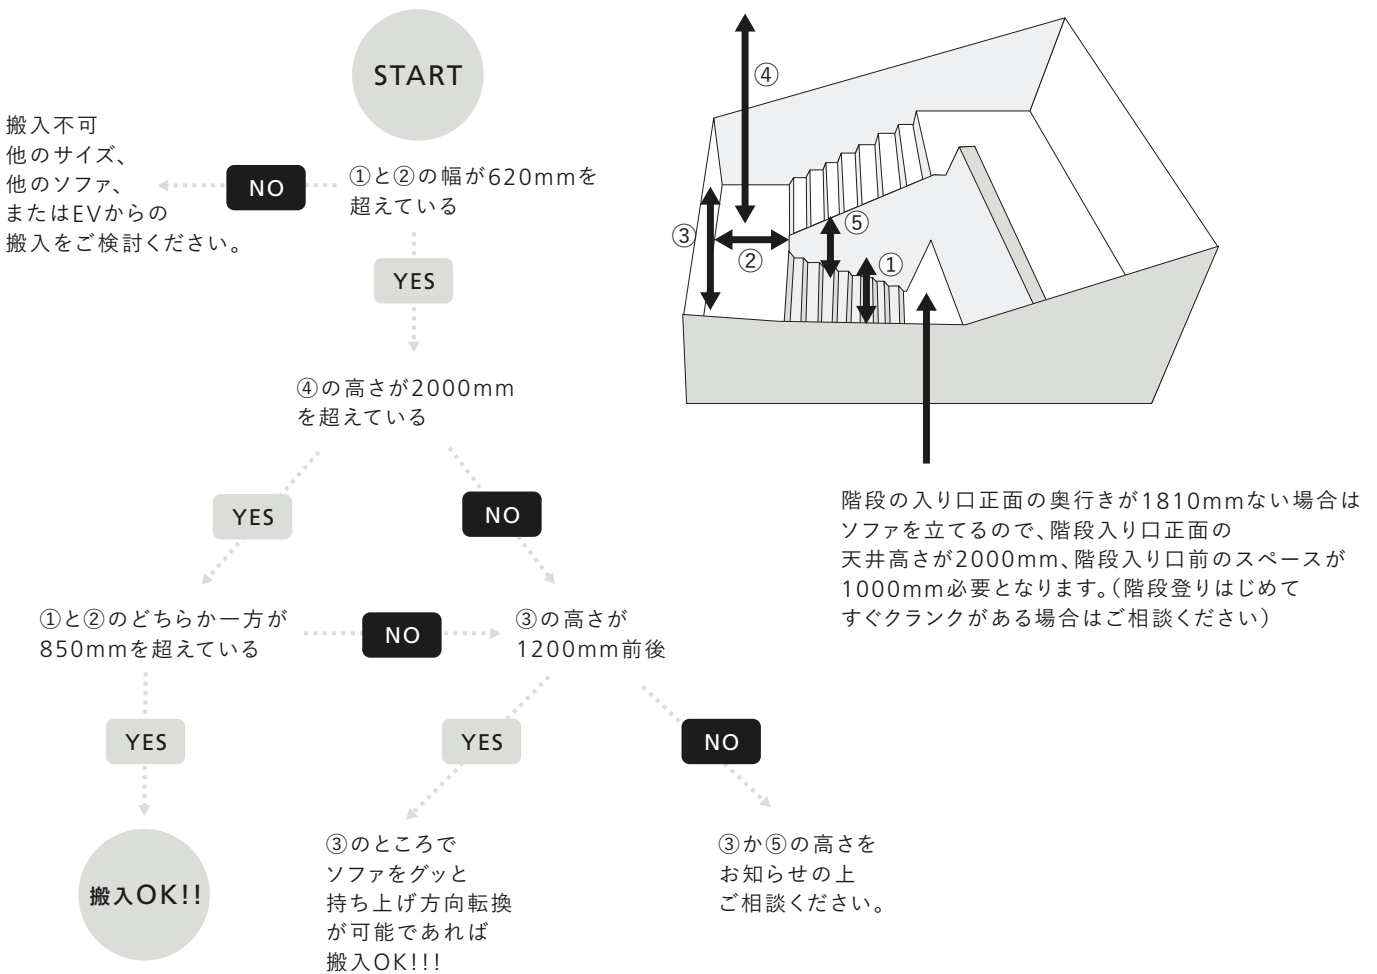 START
搬入不可
他のサイズ、
他のソファ、
またはEVからの
搬入をご検討ください。
NO
①と②の幅が620mmを
超えている
YES
④の高さが2000mm
を超えている
YES
NO
①と②のどちらか一方が
850mmを超えている
NO
③の高さが
1200mm前後
YES
YES
NO
搬入OK!!
③のところで
ソファをグッと
持ち上げ方向転換
が可能であれば
搬入OK!!!
③か⑤の高さを
お知らせの上
ご相談ください。
④
③
②
⑤
①
階段の入り口正面の奥行きが1810mmない場合は
ソファを立てるので、階段入り口正面の
天井高さが2000mm、階段入り口前のスペースが
1000mm必要となります。（階段登りはじめて
すぐクランクがある場合はご相談ください）